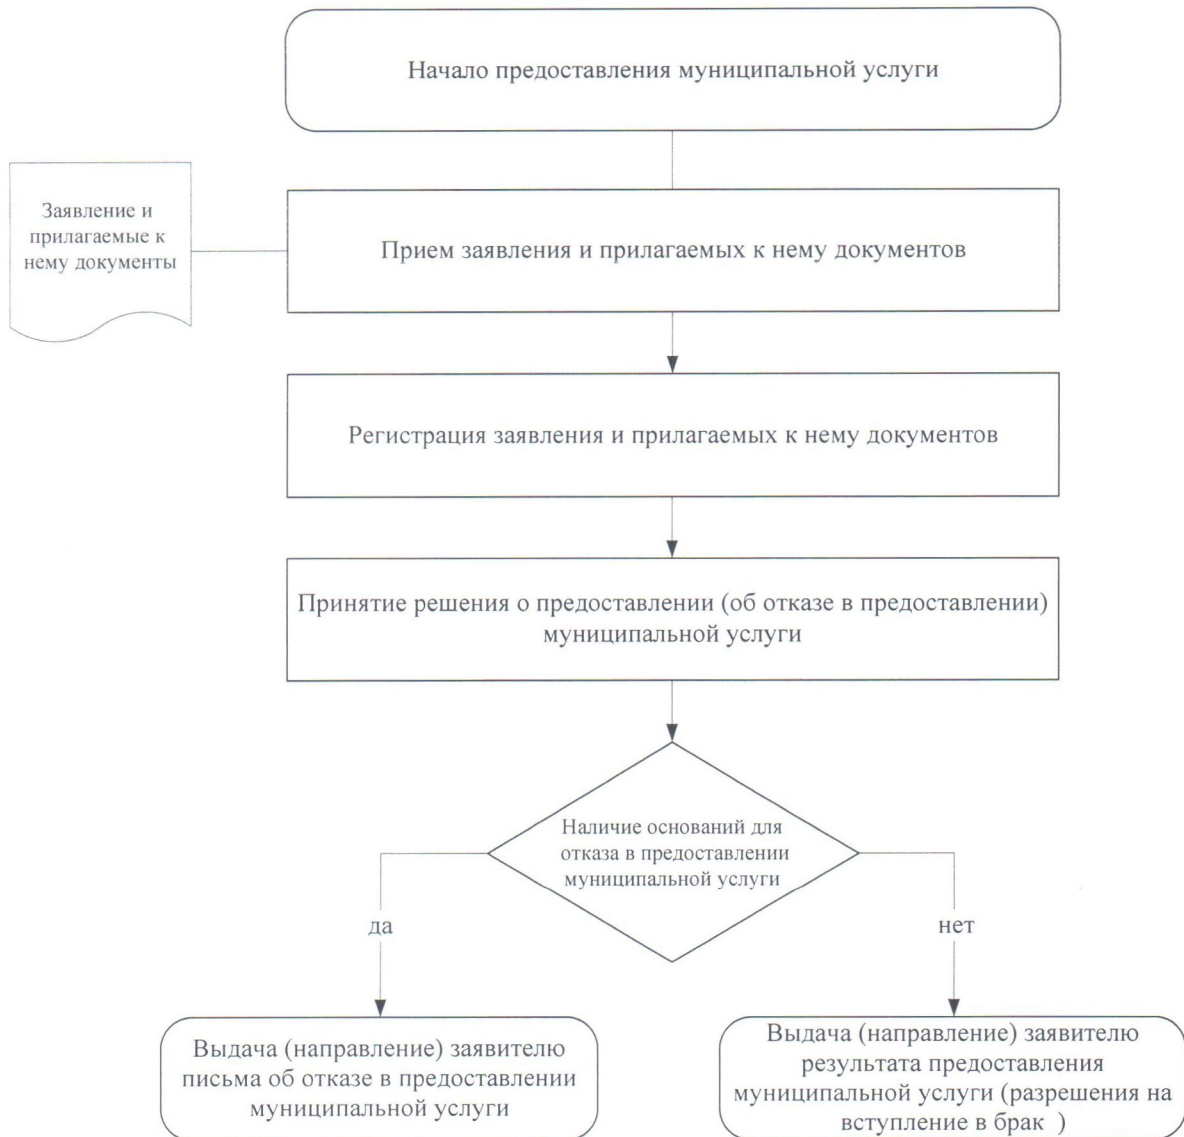 Начало предоставления муниципальной услуги
Заявление и
прилагаемые к
нему документы
Прием заявления и прилагаемых к нему документов
Регистрация заявления и прилагаемых к нему документов
Принятие решения о предоставлении (об отказе в предоставлении)
муниципальной услуги
Наличие оснований для
отказа в предоставлении
муниципальной услуги
да
нет
Выдача (направление) заявителю
письма об отказе в предоставлении
муниципальной услуги
Выдача (направление) заявителю
результата предоставления
муниципальной услуги (разрешения на
вступление в брак )